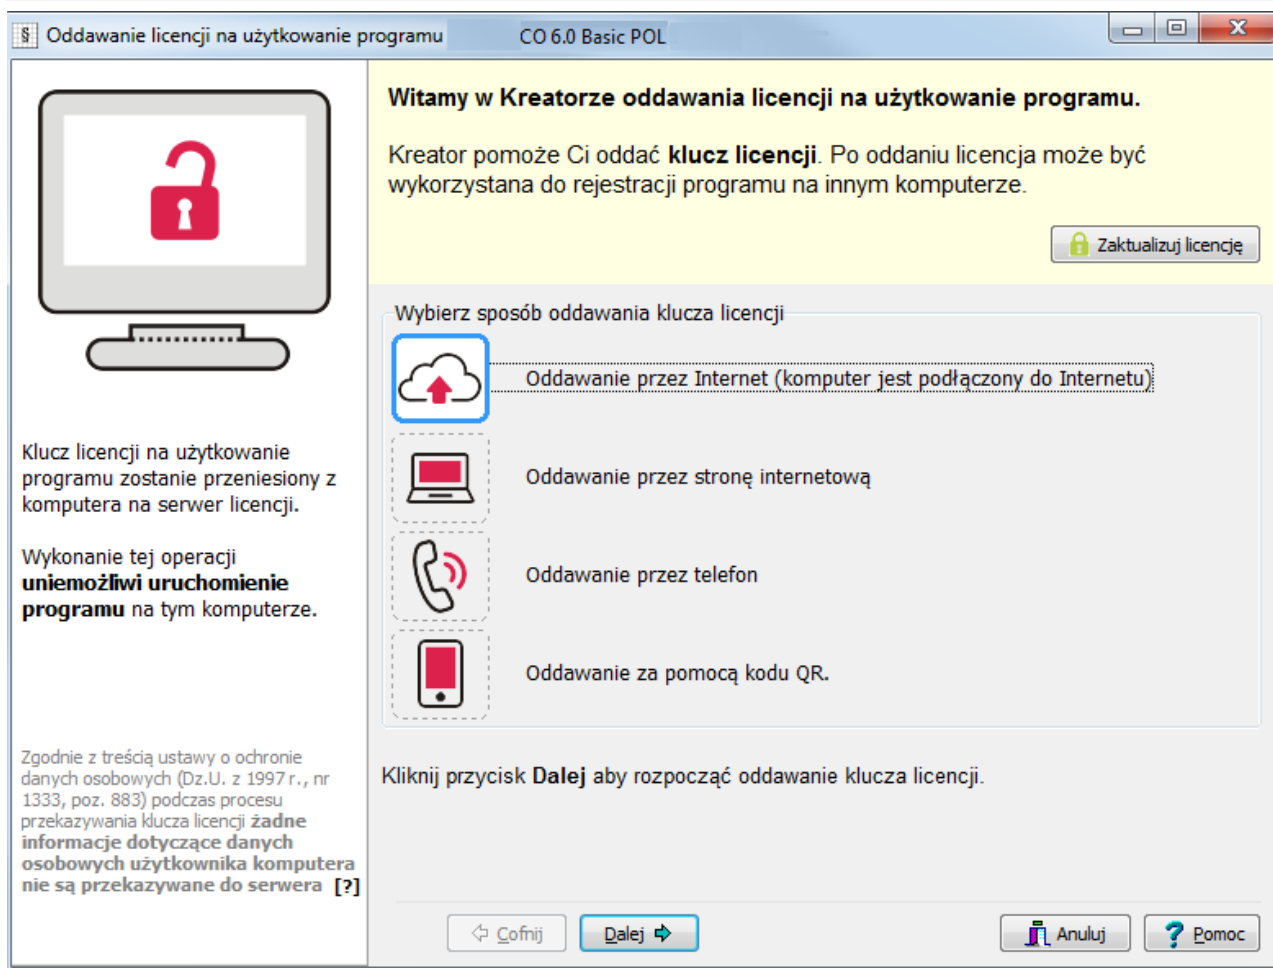 Oddawanie licencji na użytkowanie programu CO 6.0 Basic POL
Witamy w Kreatorze oddawania licencji na użytkowanie programu.
Kreator pomoże Ci oddać klucz licencji. Po oddaniu licencja może być
wykorzystana do rejestracji programu na innym komputerze.
Zaktualizuj licencję
Wybierz sposób oddawania klucza licencji
Oddawanie przez Internet (komputer jest podłączony do Internetu)
Oddawanie przez stronę internetową
Oddawanie przez telefon
Oddawanie za pomocą kodu QR.
Klucz licencji na użytkowanie
programu zostanie przeniesiony z
komputera na serwer licencji.
Wykonanie tej operacji
uniemożliwi uruchomienie
programu na tym komputerze.
Zgodnie z treścią ustawy o ochronie
danych osobowych (Dz.U. z 1997 r., nr
1333, poz. 883) podczas procesu
przekazywania klucza licencji żadne
informacje dotyczące danych
osobowych użytkownika komputera
nie są przekazywane do serwera [?]
Kliknij przycisk Dalej aby rozpocząć oddawanie klucza licencji.
Cofnij
Dalej
Anuluj
Pomoc